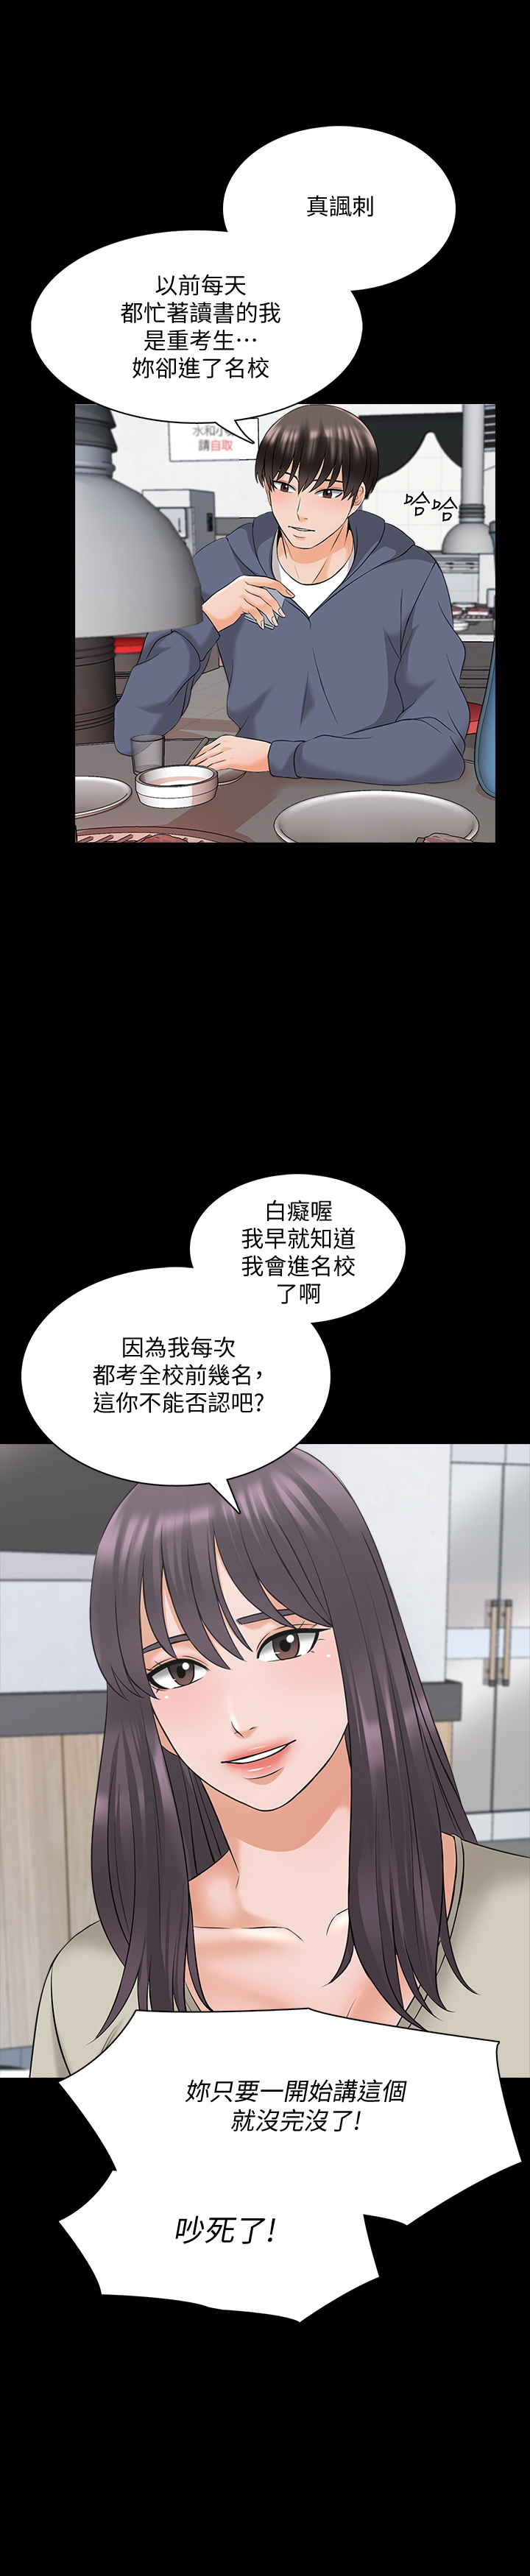 真諷刺
以前每天
都忙著讀書的我
是重考生…
妳卻進了名校
水和小
請自取
哈哈
白癡喔
我早就知道
我會進名校
了啊
因為我每次
都考全校前幾名，
這你不能否認吧？
妳只要一開始講這個
就沒完沒了！
吵死了！